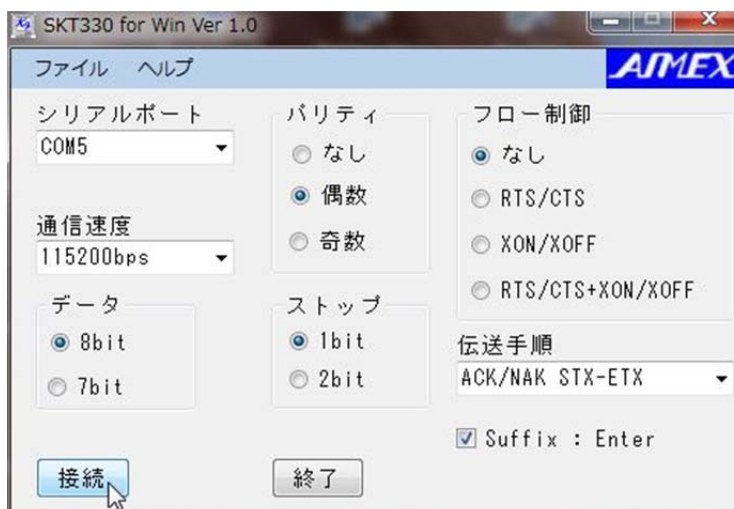 SKT330 for Win Ver 1.0
ファイル ヘルプ
AIMEX
シリアルポート
COM5
通信速度
115200bps
データ
8bit
7bit
パリティ
なし
偶数
奇数
ストップ
1bit
2bit
フロー制御
なし
RTS/CTS
XON/XOFF
RTS/CTS+XON/XOFF
伝送手順
ACK/NAK STX-ETX
Suffix : Enter
接続
終了